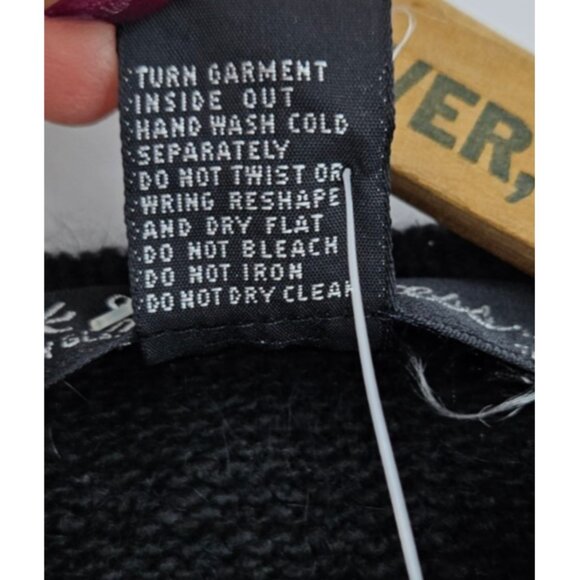 TURN GARMENT
INSIDE OUT
HAND WASH COLD
SEPARATELY
DO NOT TWIST OR
WRING RESHAPE
AND DRY FLAT
DO NOT BLEACH
DO NOT IRON
DO NOT DRY CLEAN
VER,